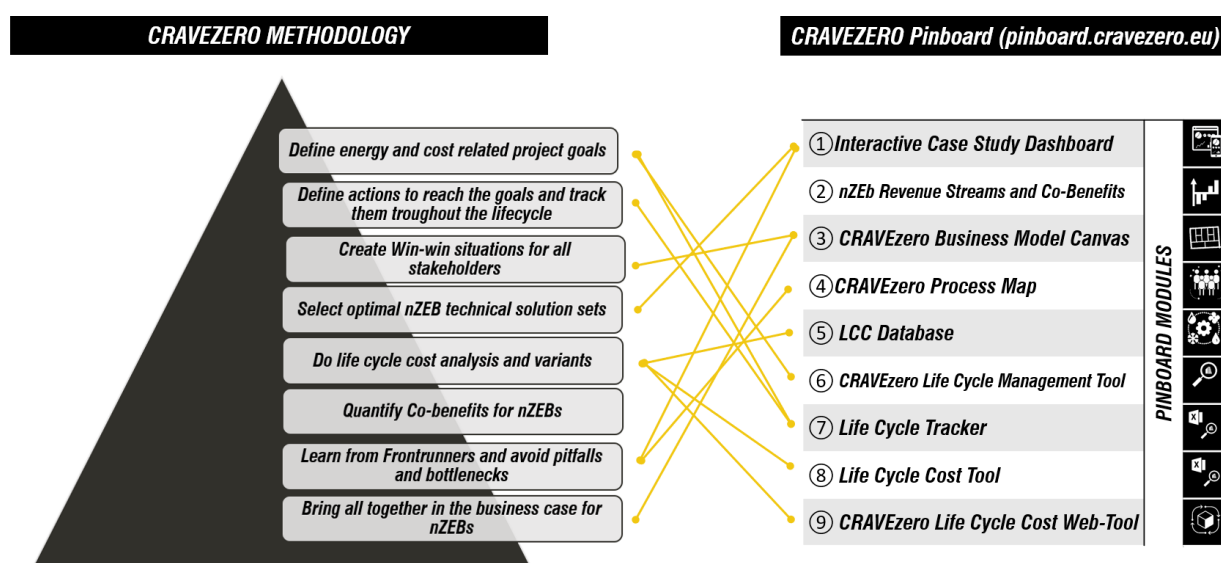 CRAVEZERO METHODOLOGY
CRAVEZERO Pinboard (pinboard.cravezero.eu)
Define energy and cost related project goals
Define actions to reach the goals and track
them troughout the lifecycle
Create Win-win situations for all
stakeholders
Select optimal nZEB technical solution sets
Do life cycle cost analysis and variants
Quantify Co-benefits for nZEBs
Learn from Frontrunners and avoid pitfalls
and bottlenecks
Bring all together in the business case for
nZEBs
① Interactive Case Study Dashboard
② nZEb Revenue Streams and Co-Benefits
③ CRAVEzero Business Model Canvas
④ CRAVEzero Process Map
⑤ LCC Database
⑥ CRAVEzero Life Cycle Management Tool
⑦ Life Cycle Tracker
⑧ Life Cycle Cost Tool
⑨ CRAVEzero Life Cycle Cost Web-Tool
PINBOARD MODULES
X
X